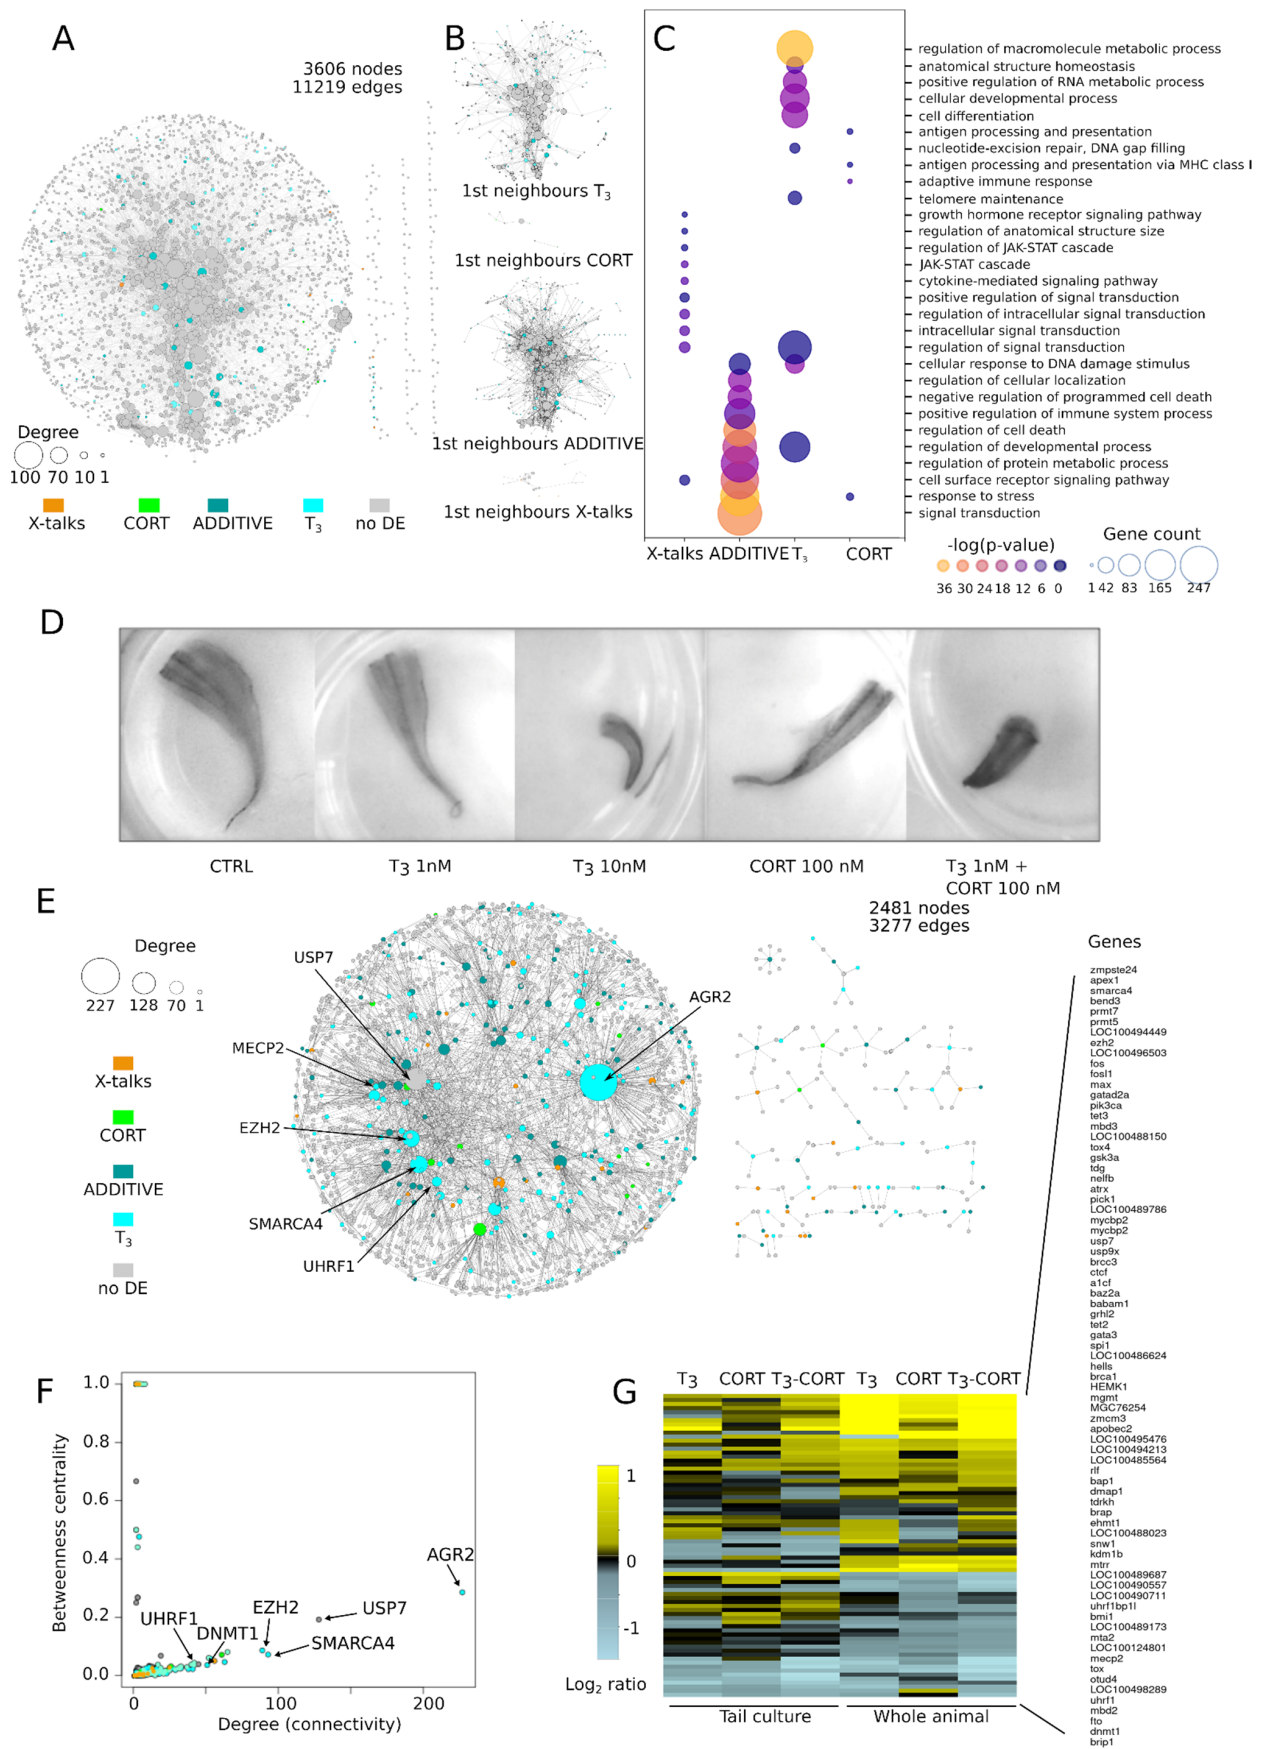 A
3606 nodes
11219 edges
Degree
100 70 10 1
X-talks
CORT
ADDITIVE
T3
no DE
B
1st neighbours T3
1st neighbours CORT
1st neighbours ADDITIVE
1st neighbours X-talks
C
regulation of macromolecule metabolic process
anatomical structure homeostasis
positive regulation of RNA metabolic process
cellular developmental process
cell differentiation
antigen processing and presentation
nucleotide-excision repair, DNA gap filling
antigen processing and presentation via MHC class I
adaptive immune response
telomere maintenance
growth hormone receptor signaling pathway
regulation of anatomical structure size
regulation of JAK-STAT cascade
JAK-STAT cascade
cytokine-mediated signaling pathway
positive regulation of signal transduction
regulation of intracellular signal transduction
intracellular signal transduction
regulation of signal transduction
cellular response to DNA damage stimulus
regulation of cellular localization
negative regulation of programmed cell death
positive regulation of immune system process
regulation of cell death
regulation of developmental process
regulation of protein metabolic process
cell surface receptor signaling pathway
response to stress
signal transduction
X-talks ADDITIVE T3 CORT
-log(p-value)
36 30 24 18 12 6 0
Gene count
1 42 83 165 247
D
CTRL
T3 1nM
T3 10nM
CORT 100 nM
T3 1nM +
CORT 100 nM
E
2481 nodes
3277 edges
Degree
227 128 70 1
X-talks
CORT
ADDITIVE
T3
no DE
USP7
MECP2
EZH2
SMARCA4
UHRF1
AGR2
F
Betweenness centrality
1.0
0.8
0.6
0.4
0.2
0.0
0 100 200
Degree (connectivity)
AGR2
USP7
EZH2
UHRF1
DNMT1
SMARCA4
G
T3 CORT T3-CORT T3 CORT T3-CORT
1
0
-1
Log2 ratio
Tail culture
Whole animal
Genes
zmpste24
apex1
smarca4
bend3
prmt7
prmt5
LOC100494449
ezh2
LOC100496503
fos
fosl1
max
gatad2a
pik3ca
tet3
mbd3
LOC100488150
tox4
gsk3a
tdg
nelfb
atrx
pick1
LOC100489786
mycbp2
mycbp2
usp7
usp9x
brcc3
ctcf
a1cf
baz2a
babam1
grhl2
tet2
gata3
spi1
LOC100486624
hells
brca1
HEMK1
mgmt
MGC76254
zmcm3
apobec2
LOC100495476
LOC100494213
LOC100485564
rlf
bap1
dmap1
tdrkh
brap
ehmt1
LOC100488023
snw1
kdm1b
mtrr
LOC100489687
LOC100490557
LOC100490711
uhrf1bp1l
bmi1
LOC100489173
mta2
LOC100124801
mecp2
tox
otud4
LOC100498289
uhrf1
mbd2
fto
dnmt1
brip1